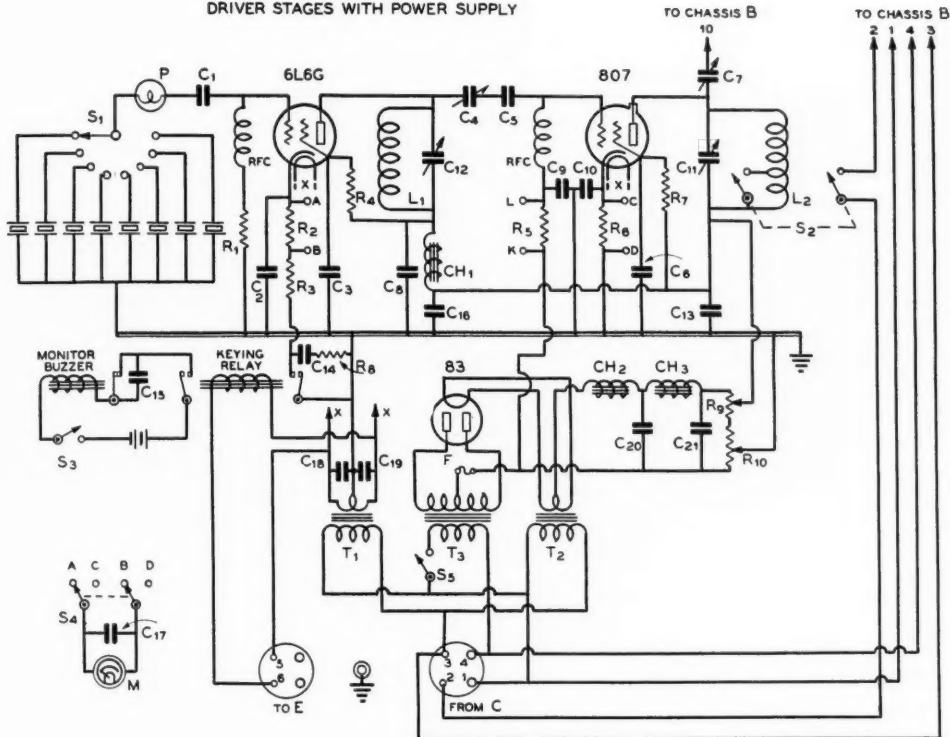 DRIVER STAGES WITH POWER SUPPLY
TO CHASSIS B
10
TO CHASSIS B
2 1 4 3
P C1 6L6G 807 C7
S1
C4 C5
RFC RFC
C12 C9 C10 C11
X X
R4 L1 R7 L2
A L C
R1 R2 R5 R6 S2
B K D
C2 R3 C3 C8 CH1 C6
C16 C13
MONITOR BUZZER
KEYING RELAY
C15 C14 R8 83 CH2 CH3
X X R9
S3 C18 C19 F C20 C21 R10
T1 T3 T2
S5
A C B D
S4
C17
M
5
6
TO E
3 4
2 1
FROM C